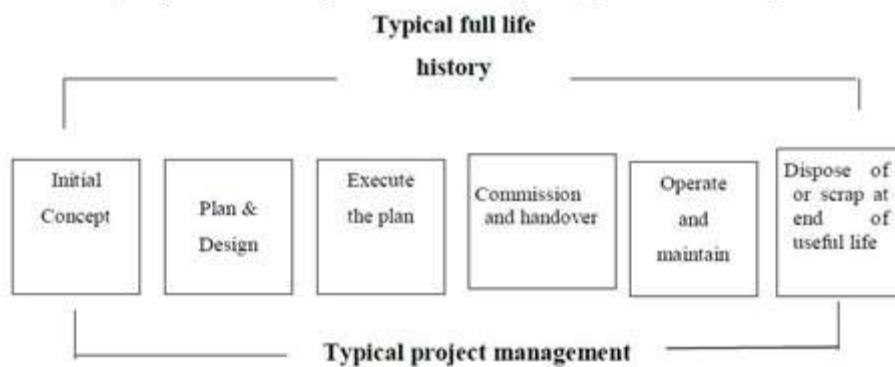 Typical full life
history
Initial
Concept
Plan &
Design
Execute
the plan
Commission
and handover
Operate
and
maintain
Dispose of
or scrap at
end of
useful life
Typical project management